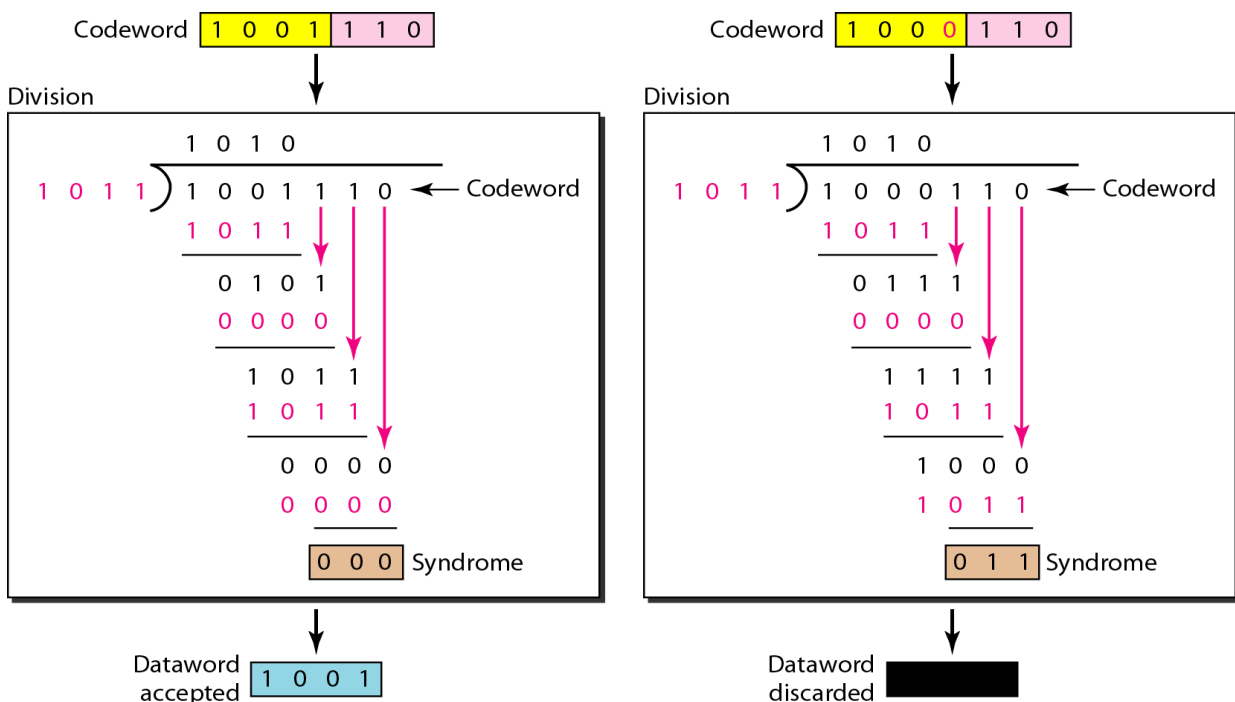 Codeword 1 0 0 1 1 1 0
Division
1 0 1 0
1 0 1 1 1 0 0 1 1 1 0 Codeword
1 0 1 1
0 1 0 1
0 0 0 0
1 0 1 1
1 0 1 1
0 0 0 0
0 0 0 0
0 0 0 Syndrome
Dataword
accepted 1 0 0 1
Codeword 1 0 0 0 1 1 0
Division
1 0 1 0
1 0 1 1 1 0 0 0 1 1 0 Codeword
1 0 1 1
0 1 1 1
0 0 0 0
1 1 1 1
1 0 1 1
1 0 0 0
1 0 1 1
0 1 1 Syndrome
Dataword
discarded